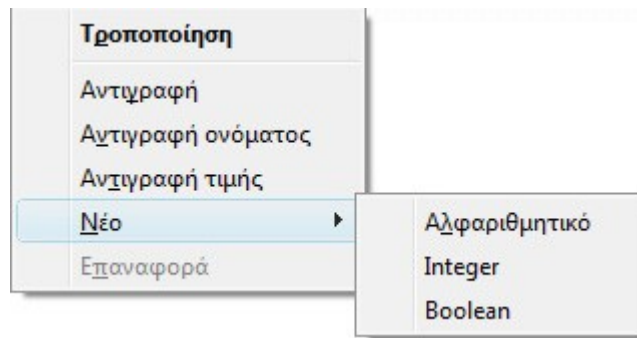 Τροποποίηση
Αντιγραφή
Αντιγραφή ονόματος
Αντιγραφή τιμής
Νέο
Επαναφορά
Αλφαριθμητικό
Integer
Boolean